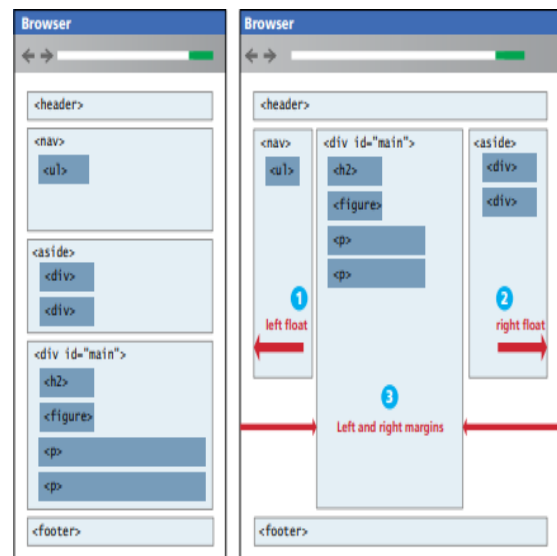 Browser
<header>
<nav>
<ul>
<aside>
<div>
<div>
<div id="main">
<h2>
<figure>
<p>
<p>
<footer>
Browser
<header>
<nav>
<ul>
1
left float
<div id="main">
<h2>
<figure>
<p>
<p>
3
Left and right margins
<aside>
<div>
<div>
2
right float
<footer>